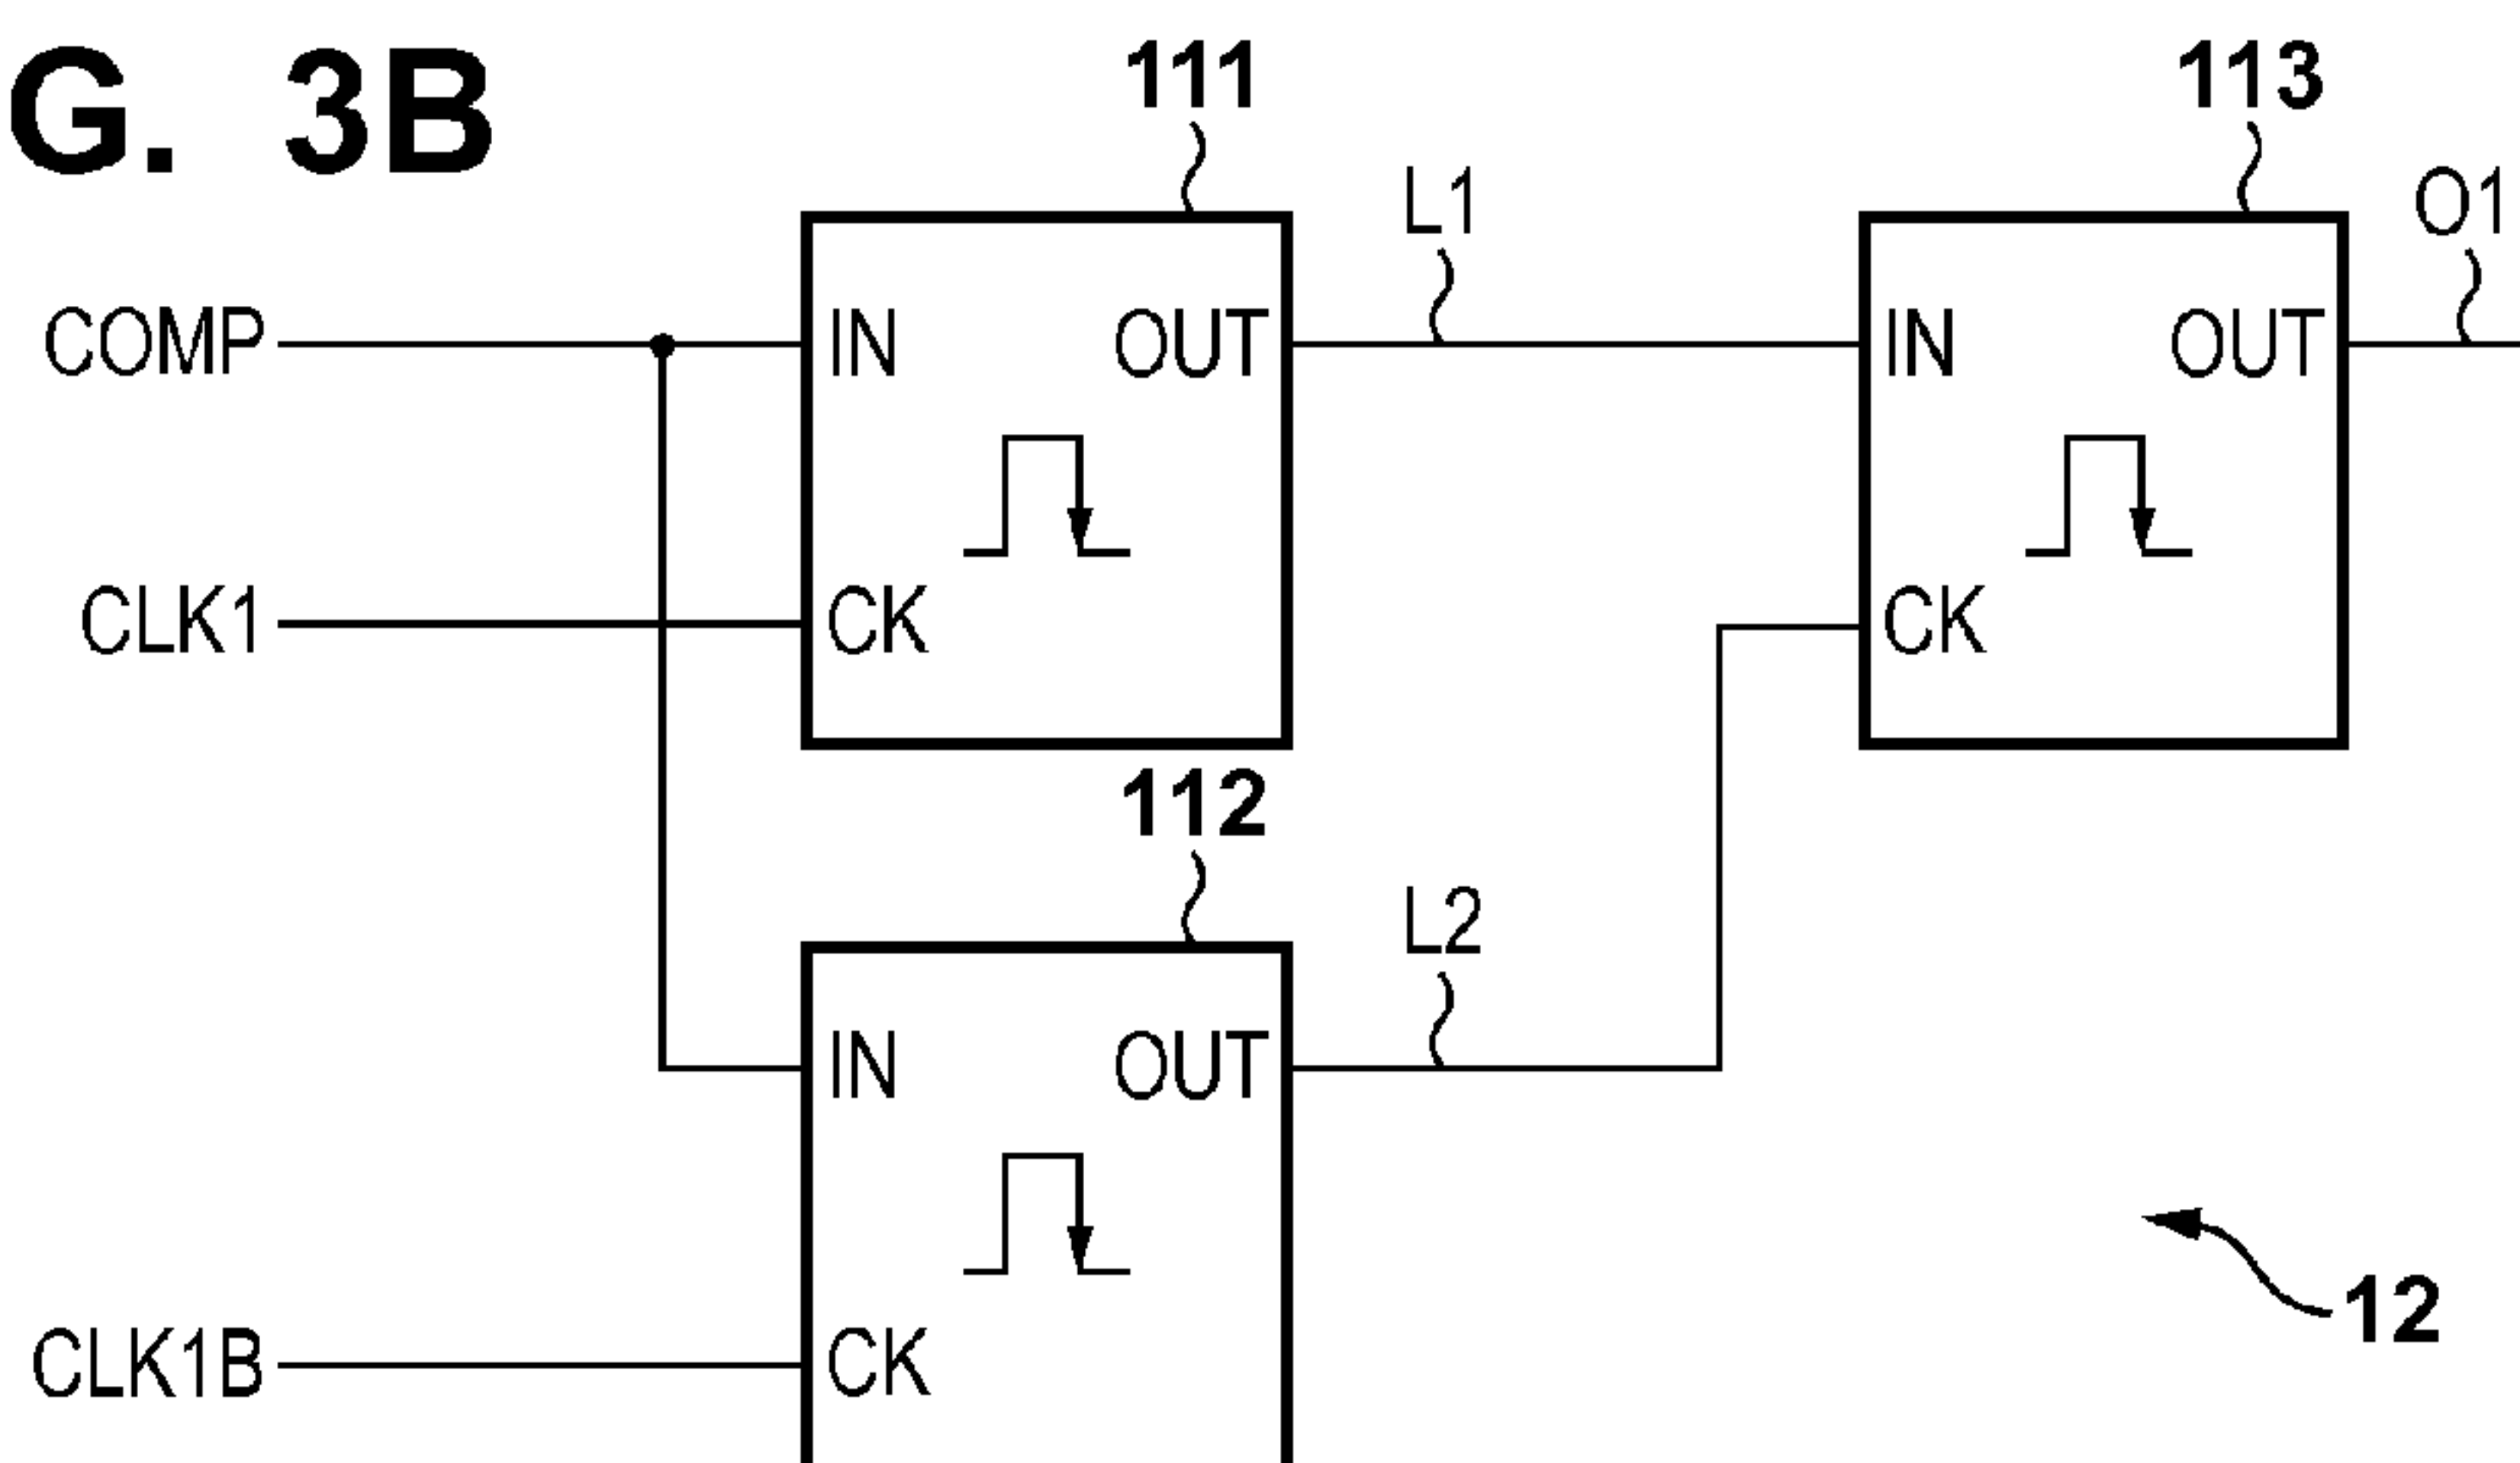 G. 3B
111
113
L1
O1
COMP
IN
OUT
IN
OUT
CLK1
CK
CK
112
L2
IN
OUT
12
CLK1B
CK